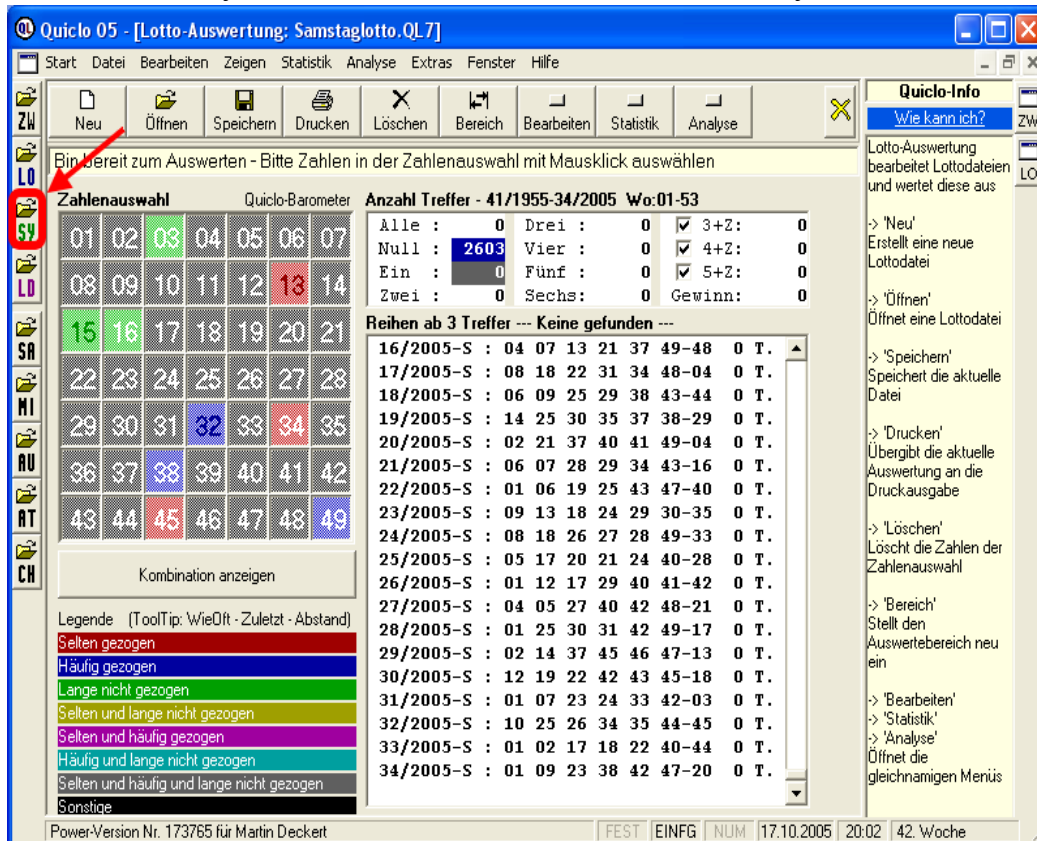 Quiclo 05 - [Lotto-Auswertung: Samstaglotto.QL7]
Start Datei Bearbeiten Zeigen Statistik Analyse Extras Fenster Hilfe
Neu Öffnen Speichern Drucken Löschen Bereich Bearbeiten Statistik Analyse
Bin bereit zum Auswerten - Bitte Zahlen in der Zahlenauswahl mit Mausklick auswählen
ZW
LO
SY
LD
SA
MI
AU
AT
CH
Zahlenauswahl Quiclo-Barometer
01 02 03 04 05 06 07
08 09 10 11 12 13 14
15 16 17 18 19 20 21
22 23 24 25 26 27 28
29 30 31 32 33 34 35
36 37 38 39 40 41 42
43 44 45 46 47 48 49
Kombination anzeigen
Legende (ToolTip: WieOft - Zuletzt - Abstand)
Selten gezogen
Häufig gezogen
Lange nicht gezogen
Selten und lange nicht gezogen
Selten und häufig gezogen
Häufig und lange nicht gezogen
Selten und häufig und lange nicht gezogen
Sonstige
Anzahl Treffer - 41/1955-34/2005 Wo:01-53
Alle : 0 Drei : 0 3+Z: 0
Null : 2603 Vier : 0 4+Z: 0
Ein : 0 Fünf : 0 5+Z: 0
Zwei : 0 Sechs: 0 Gewinn: 0
Reihen ab 3 Treffer --- Keine gefunden ---
16/2005-S : 04 07 13 21 37 49-48 0 T.
17/2005-S : 08 18 22 31 34 48-04 0 T.
18/2005-S : 06 09 25 29 38 43-44 0 T.
19/2005-S : 14 25 30 35 37 38-29 0 T.
20/2005-S : 02 21 37 40 41 49-04 0 T.
21/2005-S : 06 07 28 29 34 43-16 0 T.
22/2005-S : 01 06 19 25 43 47-40 0 T.
23/2005-S : 09 13 18 24 29 30-35 0 T.
24/2005-S : 08 18 26 27 28 49-33 0 T.
25/2005-S : 05 17 20 21 24 40-28 0 T.
26/2005-S : 01 12 17 29 40 41-42 0 T.
27/2005-S : 04 05 27 40 42 48-21 0 T.
28/2005-S : 01 25 30 31 42 49-17 0 T.
29/2005-S : 02 14 37 45 46 47-13 0 T.
30/2005-S : 12 19 22 42 43 45-18 0 T.
31/2005-S : 01 07 23 24 33 42-03 0 T.
32/2005-S : 10 25 26 34 35 44-45 0 T.
33/2005-S : 01 02 17 18 22 40-44 0 T.
34/2005-S : 01 09 23 38 42 47-20 0 T.
Quiclo-Info
Wie kann ich?
Lotto-Auswertung
bearbeitet Lottodateien
und wertet diese aus
-> 'Neu'
Erstellt eine neue
Lottodatei
-> 'Öffnen'
Öffnet eine Lottodatei
-> 'Speichern'
Speichert die aktuelle
Datei
-> 'Drucken'
Übergibt die aktuelle
Auswertung an die
Druckausgabe
-> 'Löschen'
Löscht die Zahlen der
Zahlenauswahl
-> 'Bereich'
Stellt den
Auswertebereich neu
ein
-> 'Bearbeiten'
-> 'Statistik'
-> 'Analyse'
Öffnet die
gleichnamigen Menüs
ZW
LO
Power-Version Nr. 173765 für Martin Deckert FEST EINFG NUM 17.10.2005 20:02 42. Woche